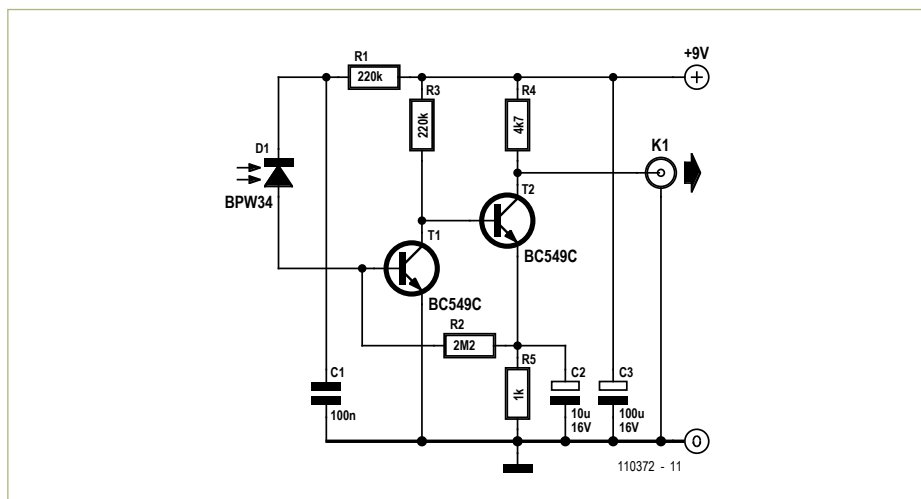 +9V
R1
220k
R3
220k
R4
4k7
K1
D1
BPW34
T2
BC549C
T1
BC549C
R2
2M2
R5
1k
C1
100n
C2
10u
16V
C3
100u
16V
0
110372 - 11